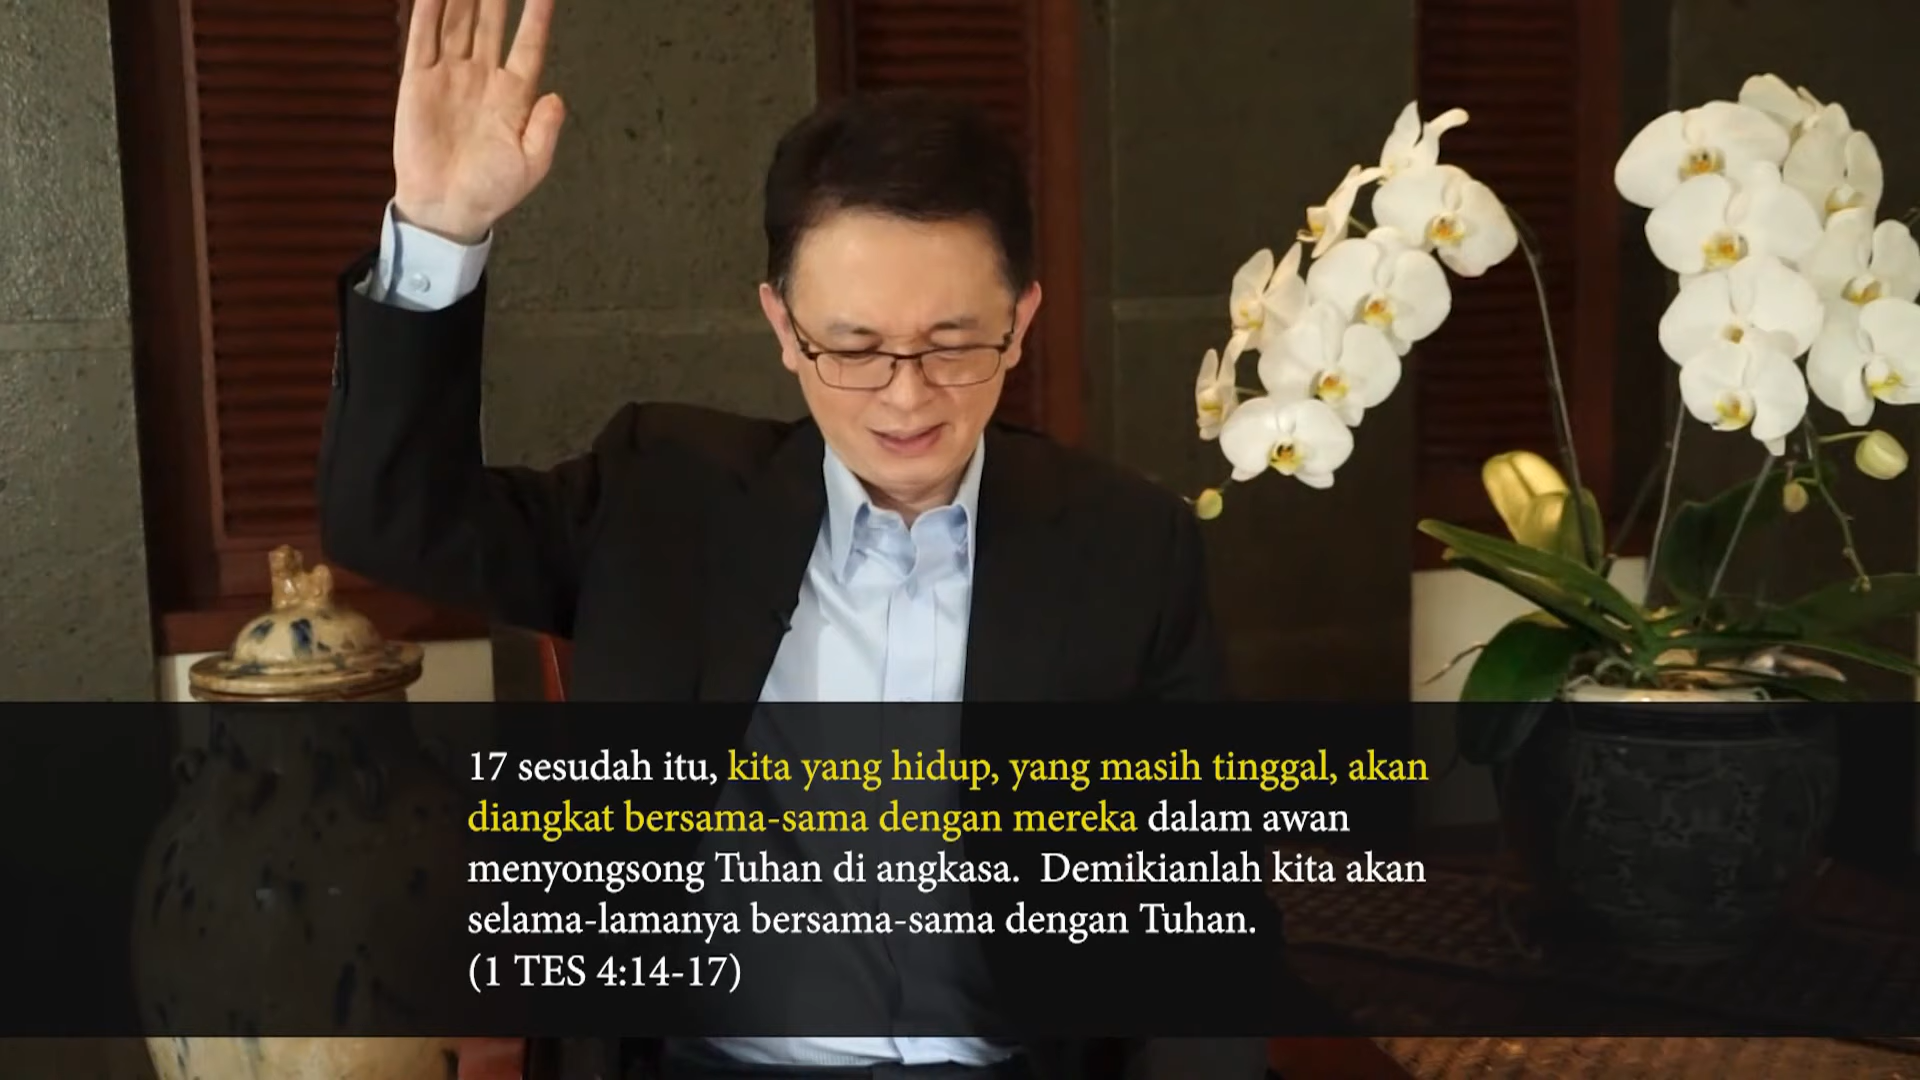 17 sesudah itu, kita yang hidup, yang masih tinggal, akan
diangkat bersama-sama dengan mereka dalam awan
menyongsong Tuhan di angkasa.  Demikianlah kita akan
selama-lamanya bersama-sama dengan Tuhan.
(1 TES 4:14-17)